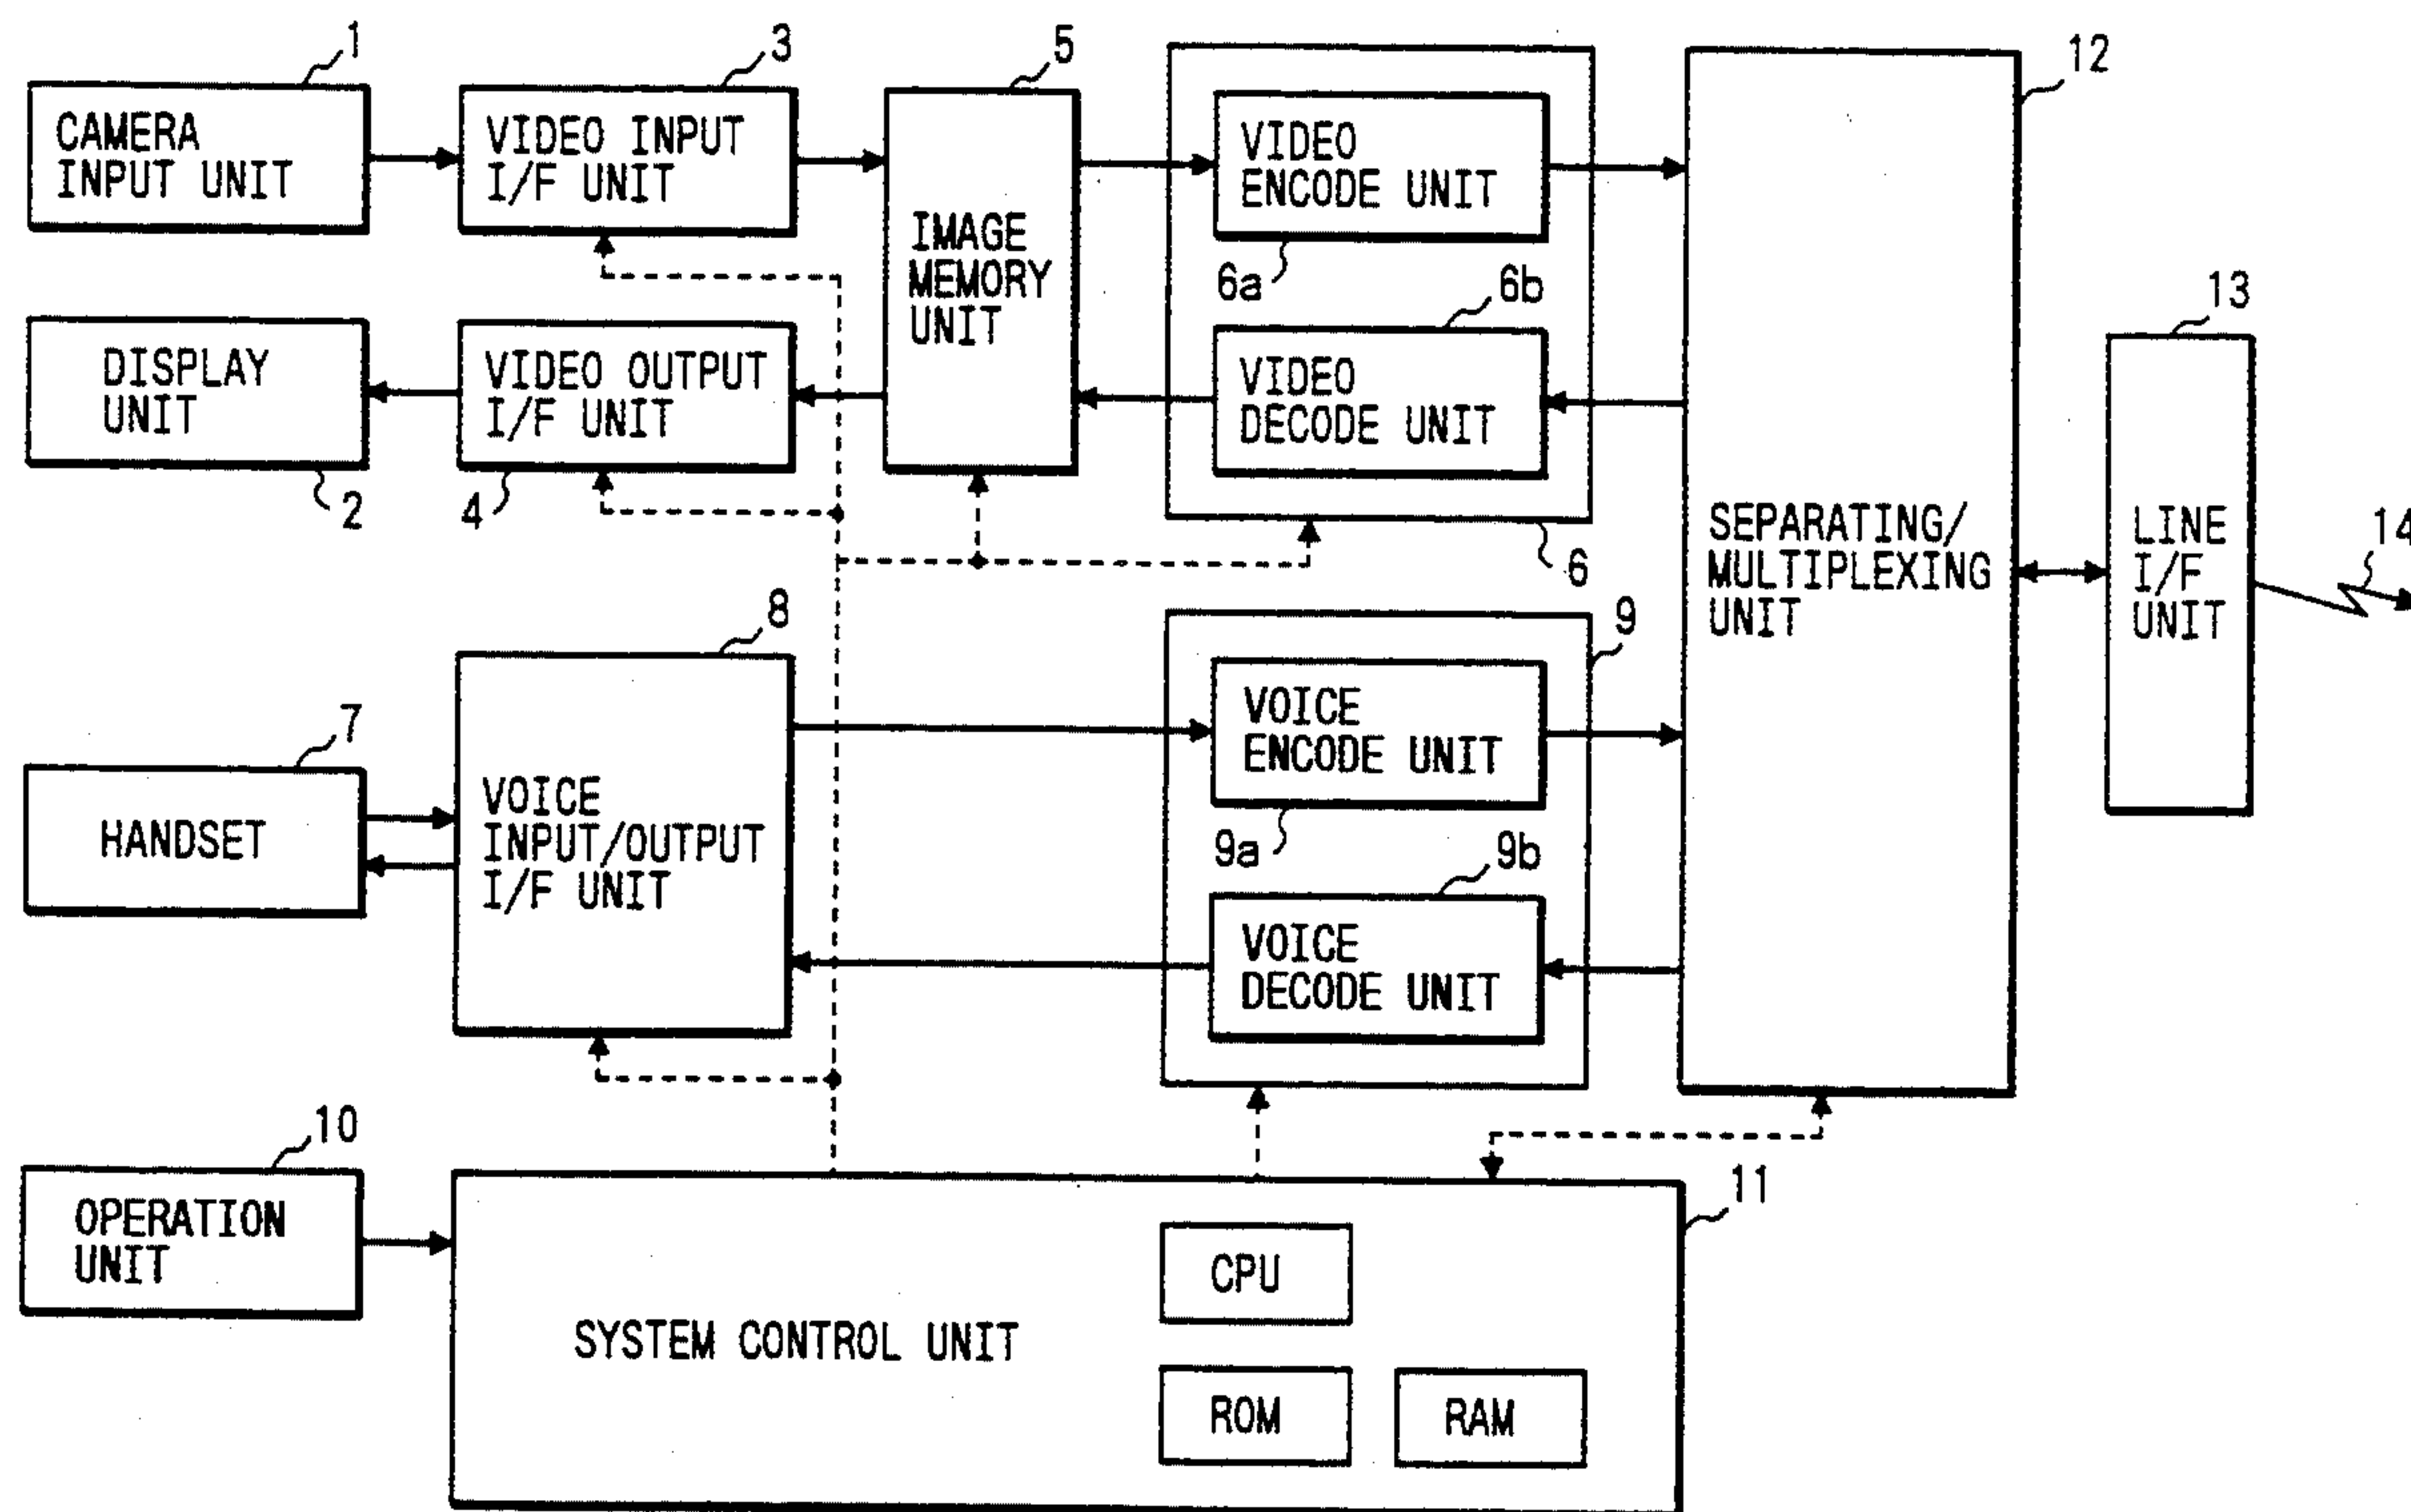 1
3
5
12
CAMERA
INPUT UNIT
VIDEO INPUT
I/F UNIT
IMAGE
MEMORY
UNIT
VIDEO
ENCODE UNIT
6a
6b
DISPLAY
UNIT
2
VIDEO OUTPUT
I/F UNIT
4
VIDEO
DECODE UNIT
6
SEPARATING/
MULTIPLEXING
UNIT
13
LINE
I/F
UNIT
14
7
HANDSET
8
VOICE
INPUT/OUTPUT
I/F UNIT
9
VOICE
ENCODE UNIT
9a
9b
VOICE
DECODE UNIT
10
OPERATION
UNIT
11
SYSTEM CONTROL UNIT
CPU
ROM
RAM